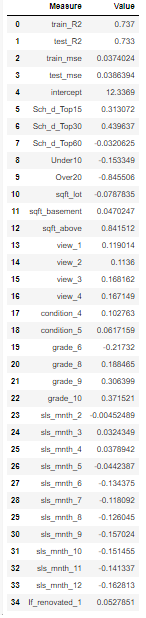 Measure Value
0 train_R2 0.737
1 test_R2 0.733
2 train_mse 0.0374024
3 test_mse 0.0386394
4 intercept 12.3369
5 Sch_d_Top15 0.313072
6 Sch_d_Top30 0.439637
7 Sch_d_Top60 -0.0320625
8 Under10 -0.153349
9 Over20 -0.845506
10 sqft_lot -0.0787835
11 sqft_basement 0.0470247
12 sqft_above 0.841512
13 view_1 0.119014
14 view_2 0.1136
15 view_3 0.168162
16 view_4 0.167149
17 condition_4 0.102763
18 condition_5 0.0617159
19 grade_6 -0.21732
20 grade_8 0.188465
21 grade_9 0.306399
22 grade_10 0.371521
23 sls_mnth_2 -0.00452489
24 sls_mnth_3 0.0324349
25 sls_mnth_4 0.0378942
26 sls_mnth_5 -0.0442387
27 sls_mnth_6 -0.134375
28 sls_mnth_7 -0.118092
29 sls_mnth_8 -0.126045
30 sls_mnth_9 -0.157024
31 sls_mnth_10 -0.151455
32 sls_mnth_11 -0.141337
33 sls_mnth_12 -0.162813
34 If_renovated_1 0.0527851